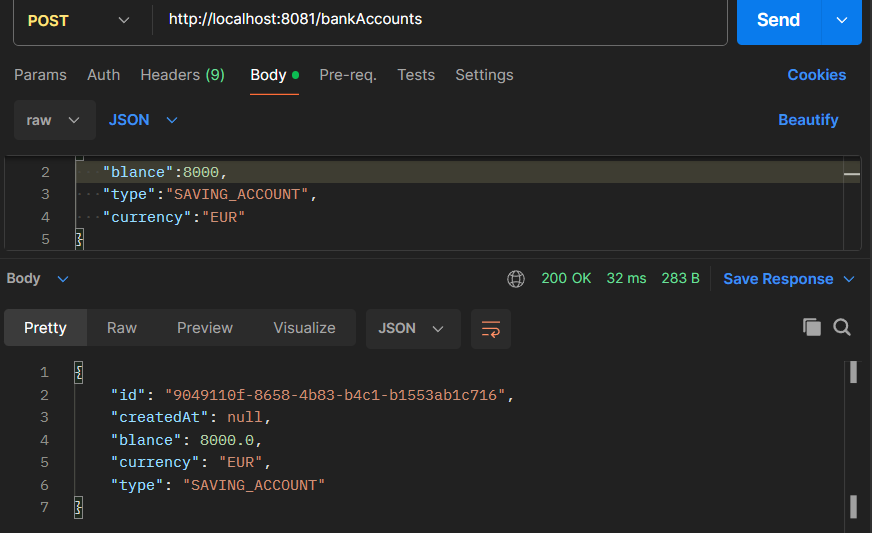 POST http://localhost:8081/bankAccounts Send
Params Auth Headers (9) Body Pre-req. Tests Settings Cookies
raw JSON Beautify
2 "blance":8000,
3 "type":"SAVING_ACCOUNT",
4 "currency":"EUR"
5 }
Body 200 OK 32 ms 283 B Save Response
Pretty Raw Preview Visualize JSON
1 {
2 "id": "9049110f-8658-4b83-b4c1-b1553ab1c716",
3 "createdAt": null,
4 "blance": 8000.0,
5 "currency": "EUR",
6 "type": "SAVING_ACCOUNT"
7 }